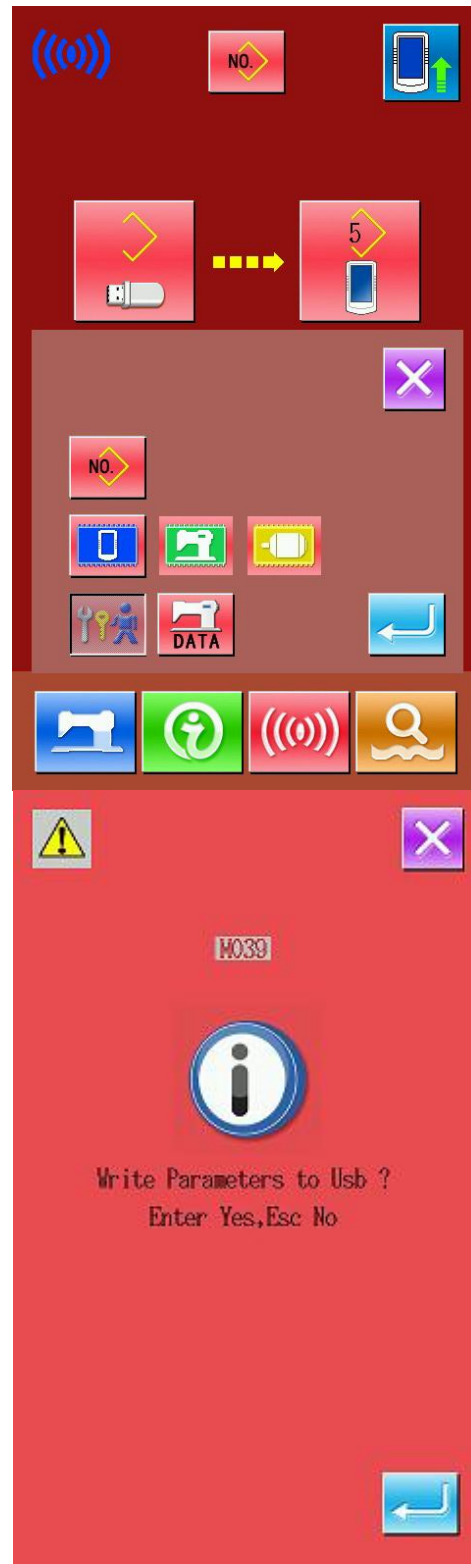 NO.
5
NO.
DATA
M039
Write Parameters to Usb ?
Enter Yes,Esc No